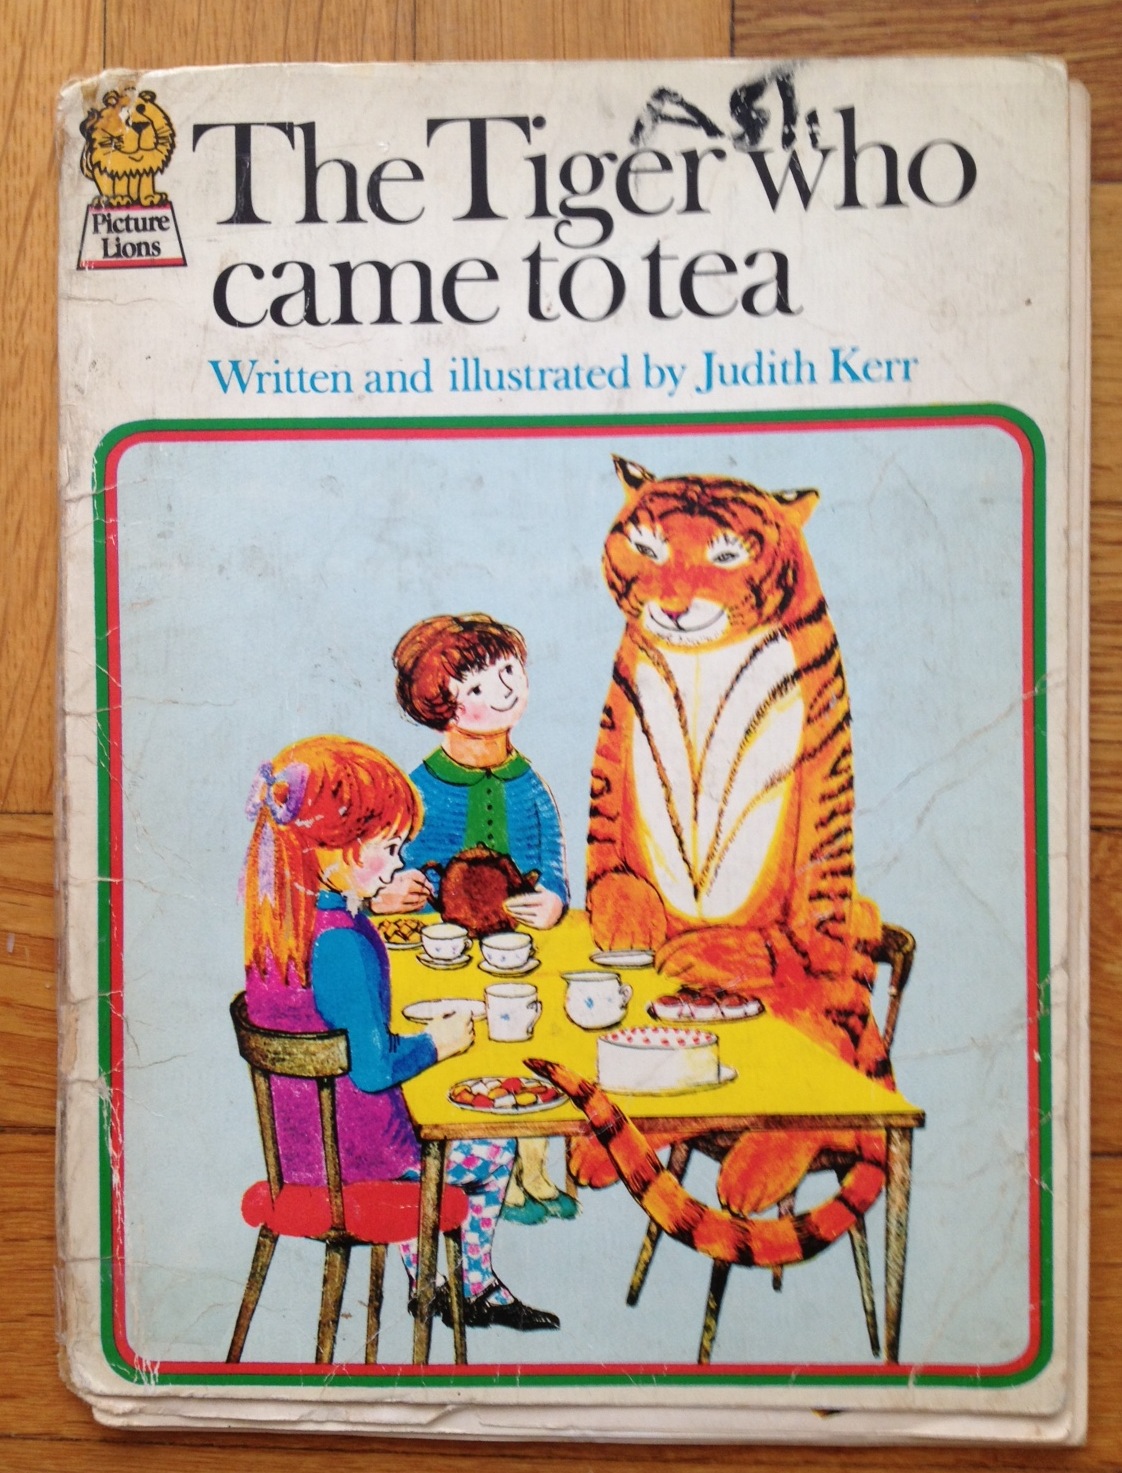 The Tiger who
came to tea
Written and illustrated by Judith Kerr
Picture
Lions